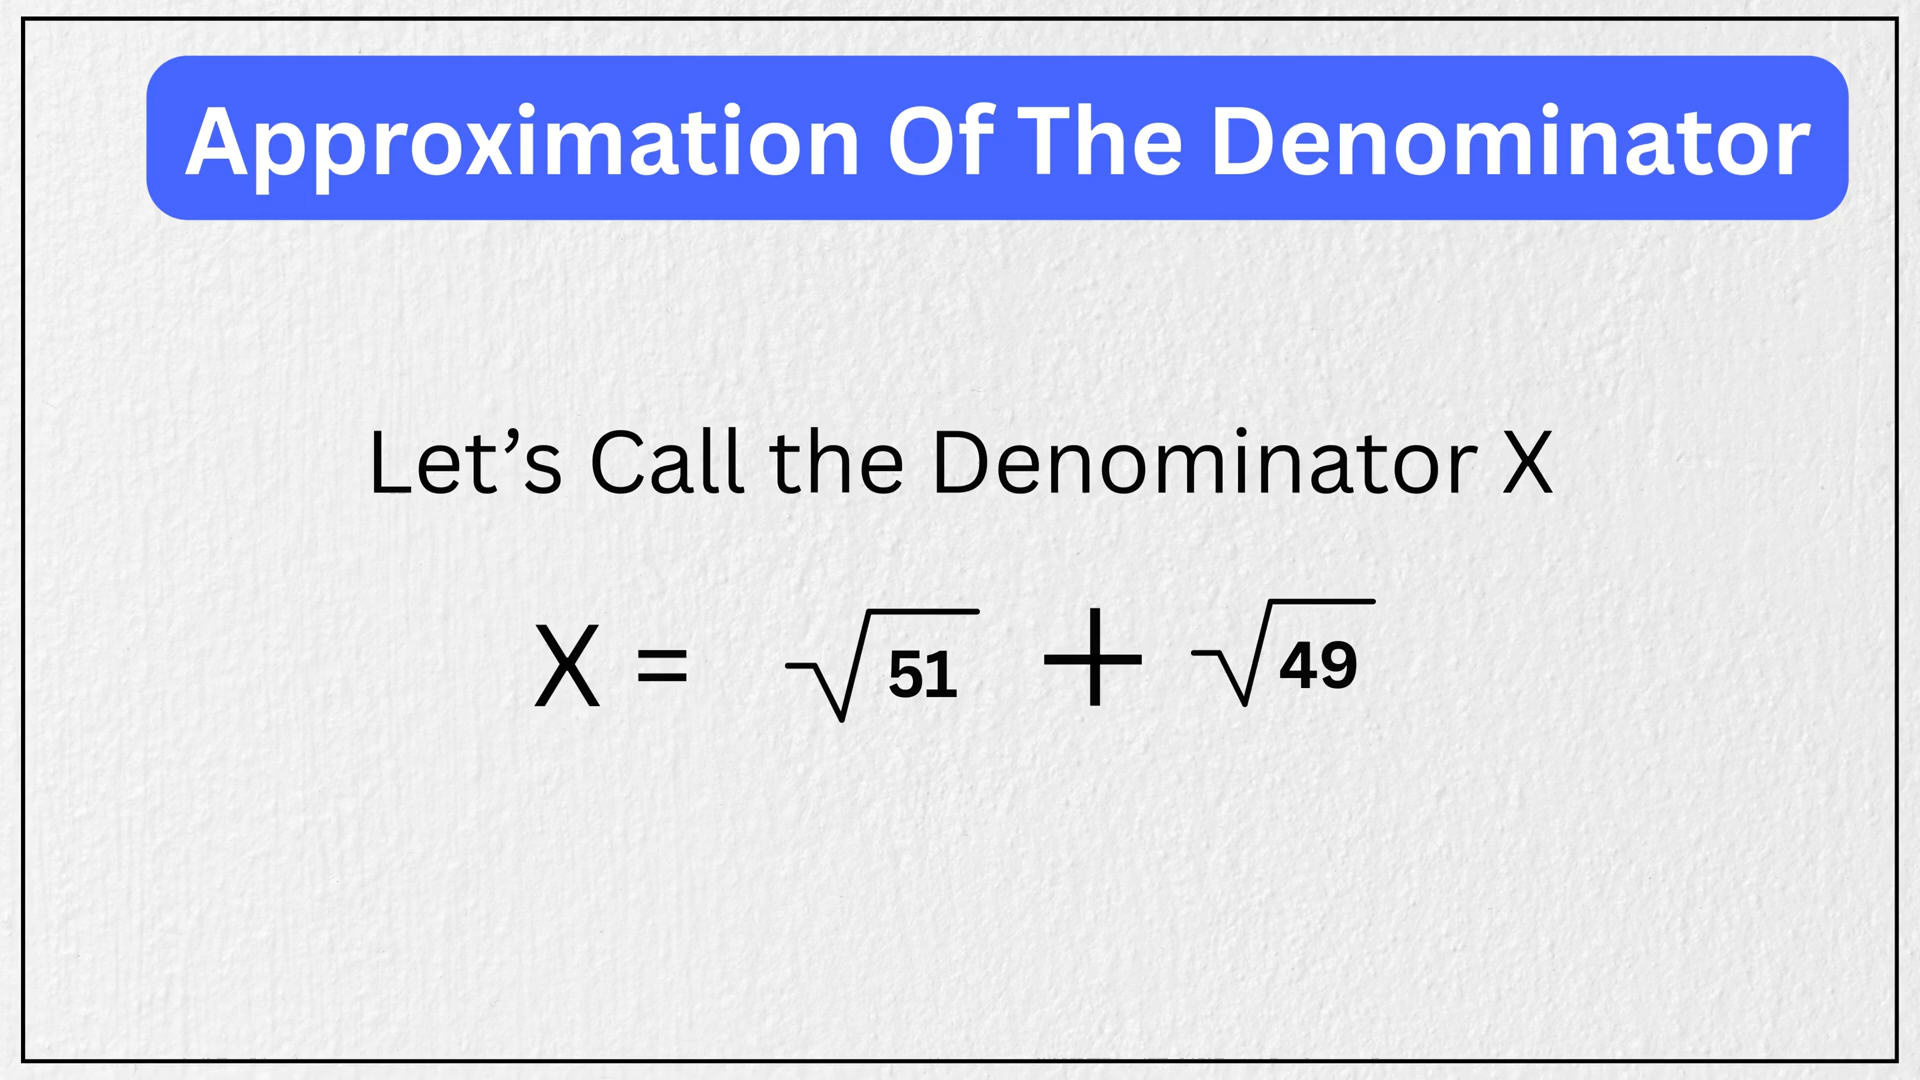 Approximation Of The Denominator
Let’s Call the Denominator X
X = √51 + √49